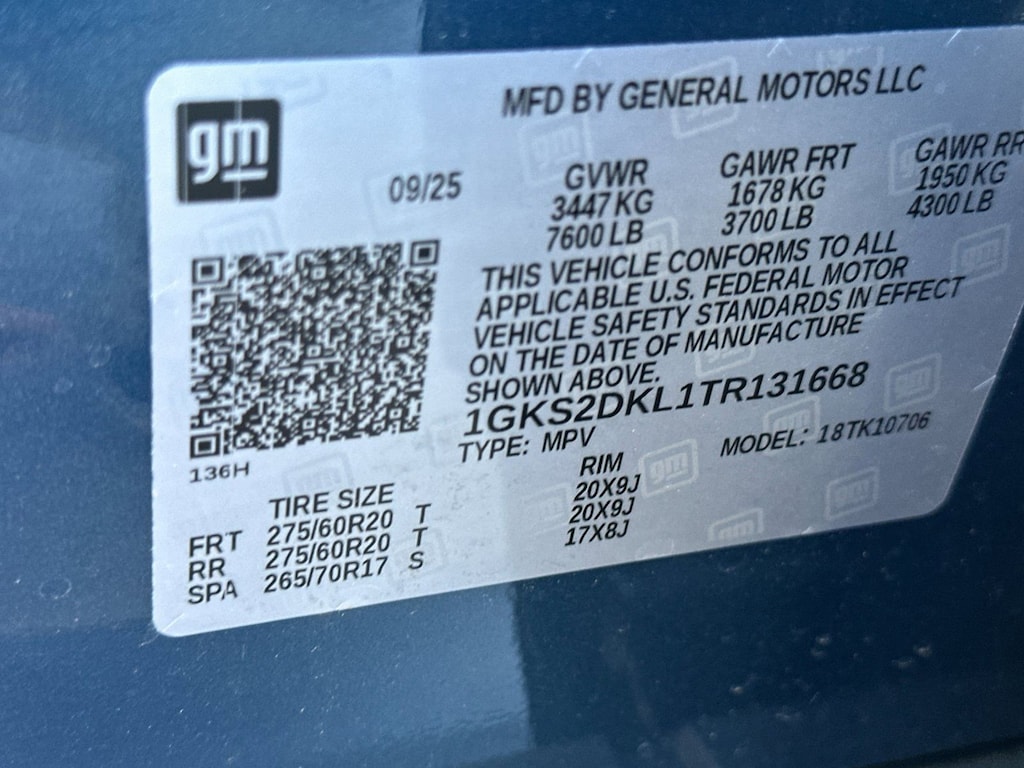 gm
MFD BY GENERAL MOTORS LLC
09/25
GVWR GAWR FRT GAWR RR
3447 KG 1678 KG 1950 KG
7600 LB 3700 LB 4300 LB
THIS VEHICLE CONFORMS TO ALL
APPLICABLE U.S. FEDERAL MOTOR
VEHICLE SAFETY STANDARDS IN EFFECT
ON THE DATE OF MANUFACTURE
SHOWN ABOVE.
1GKS2DKL1TR131668
TYPE: MPV MODEL: 18TK10706
136H
TIRE SIZE RIM
FRT 275/60R20 T 20X9J
RR 275/60R20 T 20X9J
SPA 265/70R17 S 17X8J